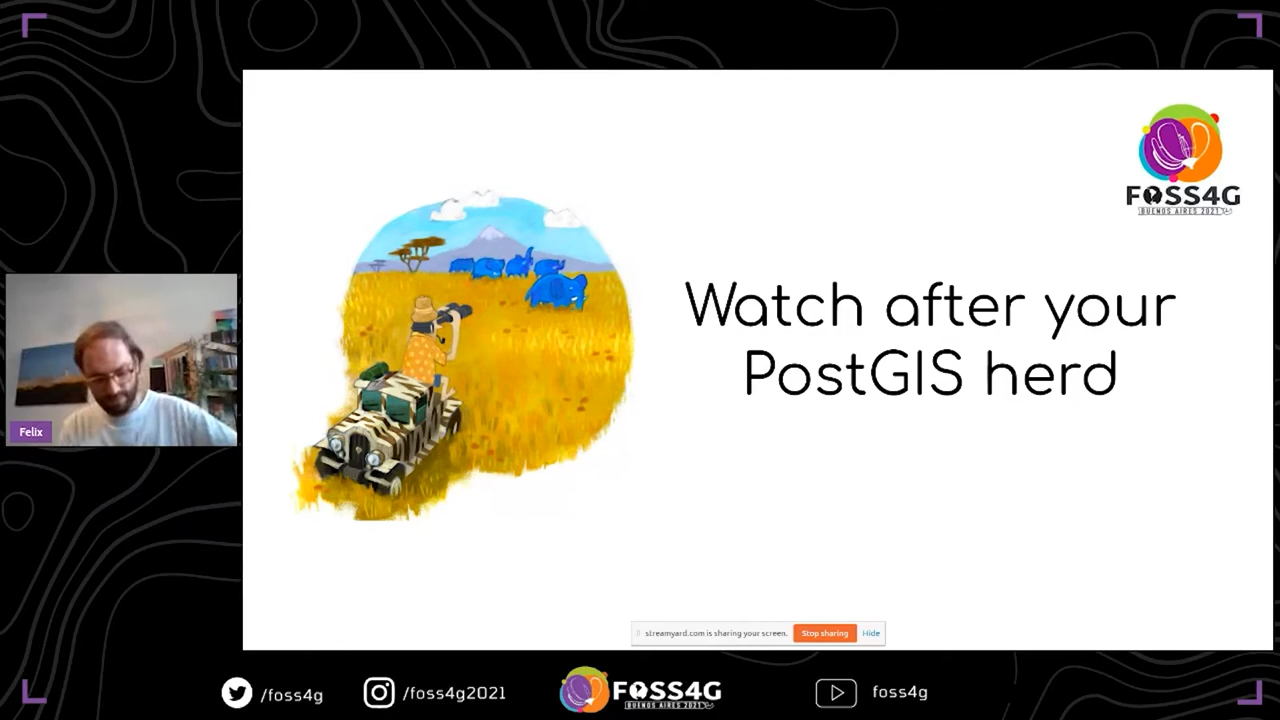 FOSS4G
BUENOS AIRES 2021
Watch after your
PostGIS herd
Felix
streamyard.com is sharing your screen.
Stop sharing
Hide
/foss4g
/foss4g2021
FOSS4G
BUENOS AIRES 2021
foss4g